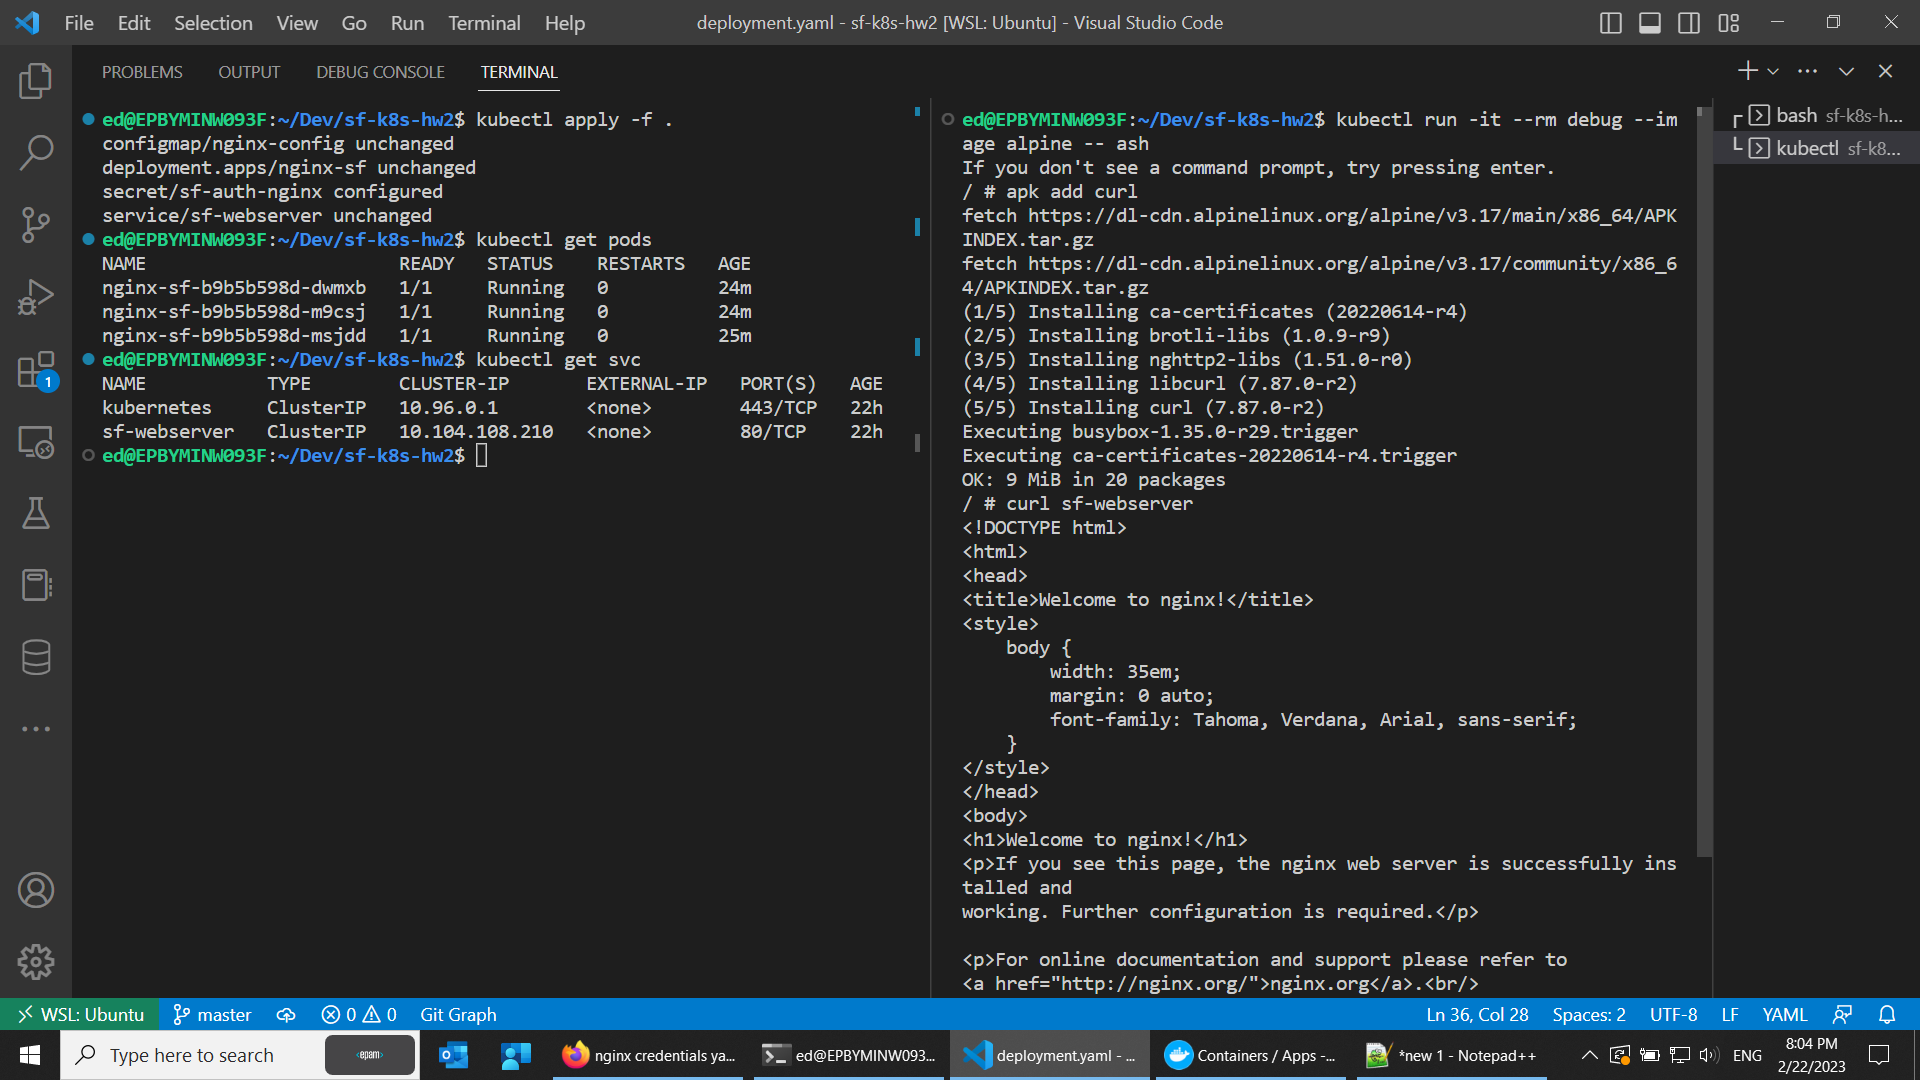 File Edit Selection View Go Run Terminal Help
deployment.yaml - sf-k8s-hw2 [WSL: Ubuntu] - Visual Studio Code
PROBLEMS OUTPUT DEBUG CONSOLE TERMINAL
ed@EPBYMINW093F:~/Dev/sf-k8s-hw2$ kubectl apply -f .
configmap/nginx-config unchanged
deployment.apps/nginx-sf unchanged
secret/sf-auth-nginx configured
service/sf-webserver unchanged
ed@EPBYMINW093F:~/Dev/sf-k8s-hw2$ kubectl get pods
NAME READY STATUS RESTARTS AGE
nginx-sf-b9b5b598d-dwmxb 1/1 Running 0 24m
nginx-sf-b9b5b598d-m9csj 1/1 Running 0 24m
nginx-sf-b9b5b598d-msjdd 1/1 Running 0 25m
ed@EPBYMINW093F:~/Dev/sf-k8s-hw2$ kubectl get svc
NAME TYPE CLUSTER-IP EXTERNAL-IP PORT(S) AGE
kubernetes ClusterIP 10.96.0.1 <none> 443/TCP 22h
sf-webserver ClusterIP 10.104.108.210 <none> 80/TCP 22h
ed@EPBYMINW093F:~/Dev/sf-k8s-hw2$
ed@EPBYMINW093F:~/Dev/sf-k8s-hw2$ kubectl run -it --rm debug --im
age alpine -- ash
If you don't see a command prompt, try pressing enter.
/ # apk add curl
fetch https://dl-cdn.alpinelinux.org/alpine/v3.17/main/x86_64/APK
INDEX.tar.gz
fetch https://dl-cdn.alpinelinux.org/alpine/v3.17/community/x86_6
4/APKINDEX.tar.gz
(1/5) Installing ca-certificates (20220614-r4)
(2/5) Installing brotli-libs (1.0.9-r9)
(3/5) Installing nghttp2-libs (1.51.0-r0)
(4/5) Installing libcurl (7.87.0-r2)
(5/5) Installing curl (7.87.0-r2)
Executing busybox-1.35.0-r29.trigger
Executing ca-certificates-20220614-r4.trigger
OK: 9 MiB in 20 packages
/ # curl sf-webserver
<!DOCTYPE html>
<html>
<head>
<title>Welcome to nginx!</title>
<style>
body {
width: 35em;
margin: 0 auto;
font-family: Tahoma, Verdana, Arial, sans-serif;
}
</style>
</head>
<body>
<h1>Welcome to nginx!</h1>
<p>If you see this page, the nginx web server is successfully ins
talled and
working. Further configuration is required.</p>
<p>For online documentation and support please refer to
<a href="http://nginx.org/">nginx.org</a>.<br/>
bash sf-k8s-h...
kubectl sf-k8...
1
WSL: Ubuntu master 0 0 Git Graph
Ln 36, Col 28 Spaces: 2 UTF-8 LF YAML
Type here to search
<epam>
nginx credentials ya...
ed@EPBYMINW093...
deployment.yaml - ...
Containers / Apps -...
*new 1 - Notepad++
ENG
8:04 PM
2/22/2023